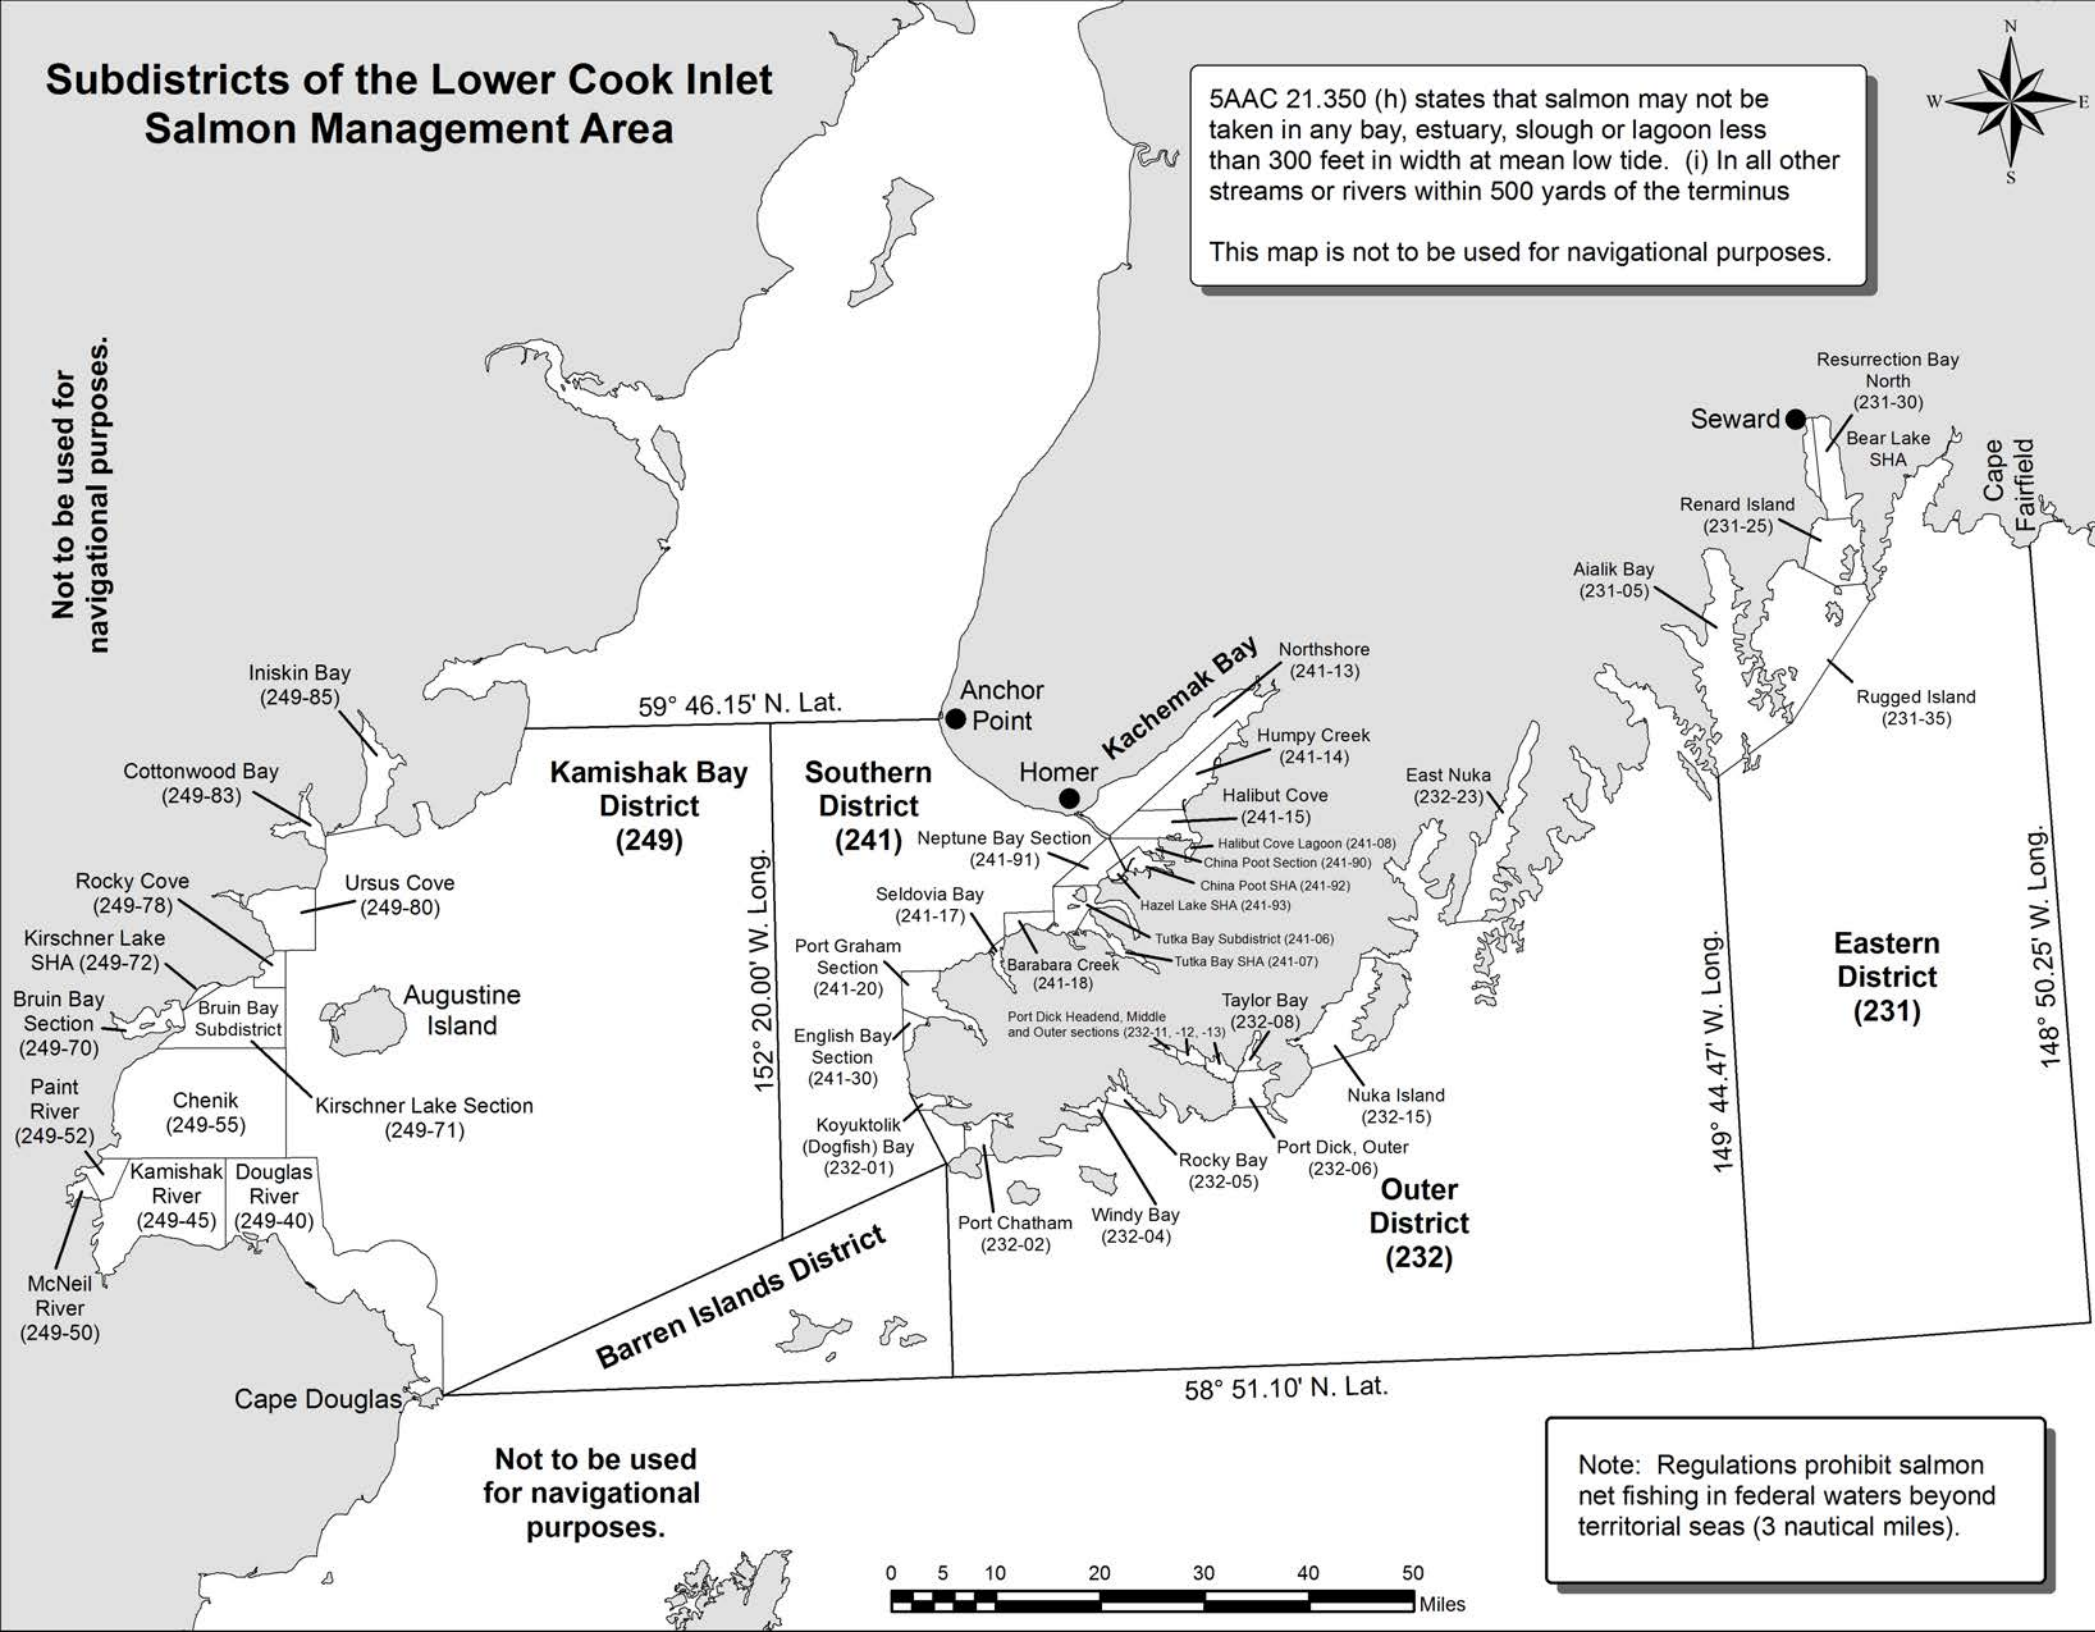 Subdistricts of the Lower Cook Inlet
Salmon Management Area
5AAC 21.350 (h) states that salmon may not be
taken in any bay, estuary, slough or lagoon less
than 300 feet in width at mean low tide.  (i) In all other
streams or rivers within 500 yards of the terminus
This map is not to be used for navigational purposes.
N
W
E
S
Not to be used for
navigational purposes.
Resurrection Bay
North
(231-30)
Seward
Bear Lake
SHA
Cape
Fairfield
Renard Island
(231-25)
Aialik Bay
(231-05)
Rugged Island
(231-35)
Iniskin Bay
(249-85)
59° 46.15' N. Lat.
Anchor
Point
Kachemak Bay
Northshore
(241-13)
Humpy Creek
(241-14)
Cottonwood Bay
(249-83)
Kamishak Bay
District
(249)
Southern
District
(241)
Homer
Halibut Cove
(241-15)
East Nuka
(232-23)
Neptune Bay Section
(241-91)
Halibut Cove Lagoon (241-08)
China Poot Section (241-90)
China Poot SHA (241-92)
Hazel Lake SHA (241-93)
Rocky Cove
(249-78)
Ursus Cove
(249-80)
Seldovia Bay
(241-17)
Tutka Bay Subdistrict (241-06)
Tutka Bay SHA (241-07)
Kirschner Lake
SHA (249-72)
Port Graham
Section
(241-20)
Barabara Creek
(241-18)
152° 20.00' W. Long.
149° 44.47' W. Long.
148° 50.25' W. Long.
Eastern
District
(231)
Bruin Bay
Section
(249-70)
Bruin Bay
Subdistrict
Augustine
Island
English Bay
Section
(241-30)
Port Dick Headend, Middle
and Outer sections (232-11, -12, -13)
Taylor Bay
(232-08)
Paint
River
(249-52)
Chenik
(249-55)
Kirschner Lake Section
(249-71)
Nuka Island
(232-15)
Koyuktolik
(Dogfish) Bay
(232-01)
Port Dick, Outer
(232-06)
Rocky Bay
(232-05)
Kamishak
River
(249-45)
Douglas
River
(249-40)
Port Chatham
(232-02)
Windy Bay
(232-04)
Outer
District
(232)
McNeil
River
(249-50)
Barren Islands District
Cape Douglas
58° 51.10' N. Lat.
Not to be used
for navigational
purposes.
Note:  Regulations prohibit salmon
net fishing in federal waters beyond
territorial seas (3 nautical miles).
0 5 10 20 30 40 50
Miles